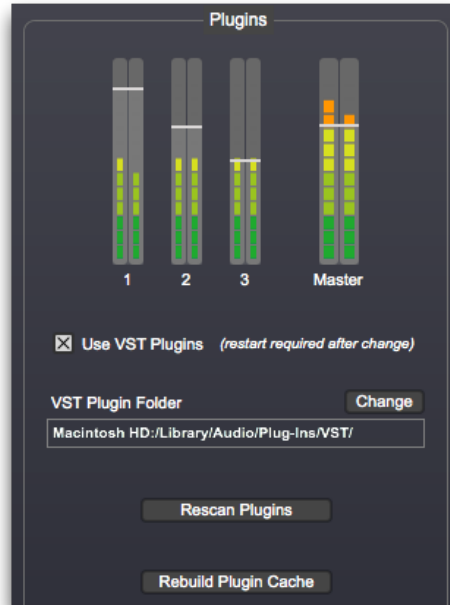 Plugins
1 2 3 Master
Use VST Plugins (restart required after change)
VST Plugin Folder Change
Macintosh HD:/Library/Audio/Plug-Ins/VST/
Rescan Plugins
Rebuild Plugin Cache